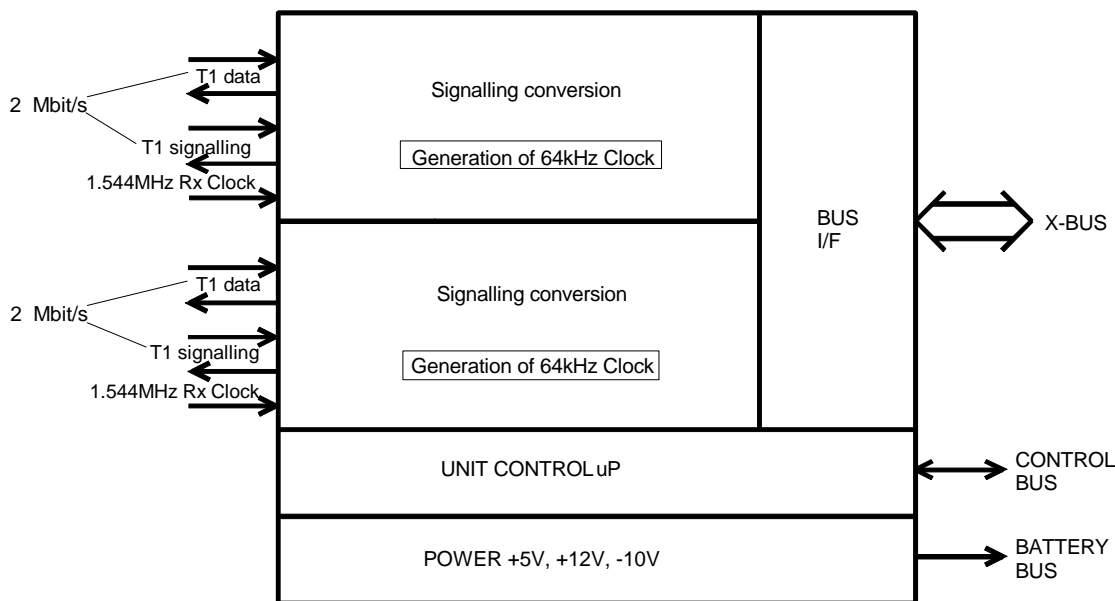 T1 data
2 Mbit/s
T1 signalling
1.544MHz Rx Clock
Signalling conversion
Generation of 64kHz Clock
BUS
I/F
X-BUS
T1 data
2 Mbit/s
T1 signalling
1.544MHz Rx Clock
Signalling conversion
Generation of 64kHz Clock
UNIT CONTROL uP
CONTROL
BUS
POWER +5V, +12V, -10V
BATTERY
BUS